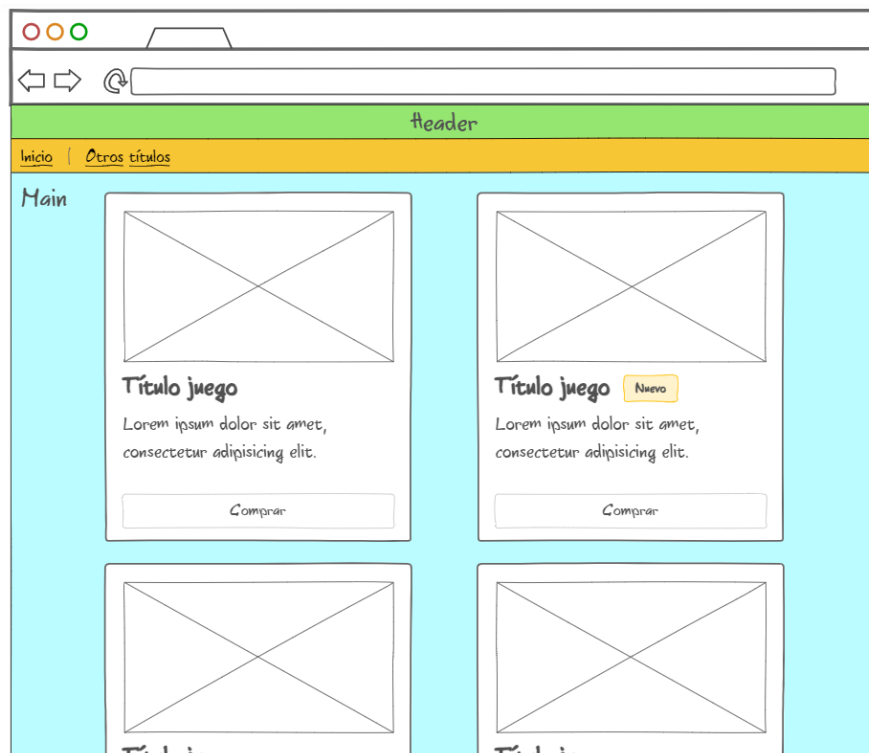 Header
Inicio | Otros títulos
Main
Título juego
Lorem ipsum dolor sit amet,
consectetur adipisicing elit.
Comprar
Título juego Nuevo
Lorem ipsum dolor sit amet,
consectetur adipisicing elit.
Comprar